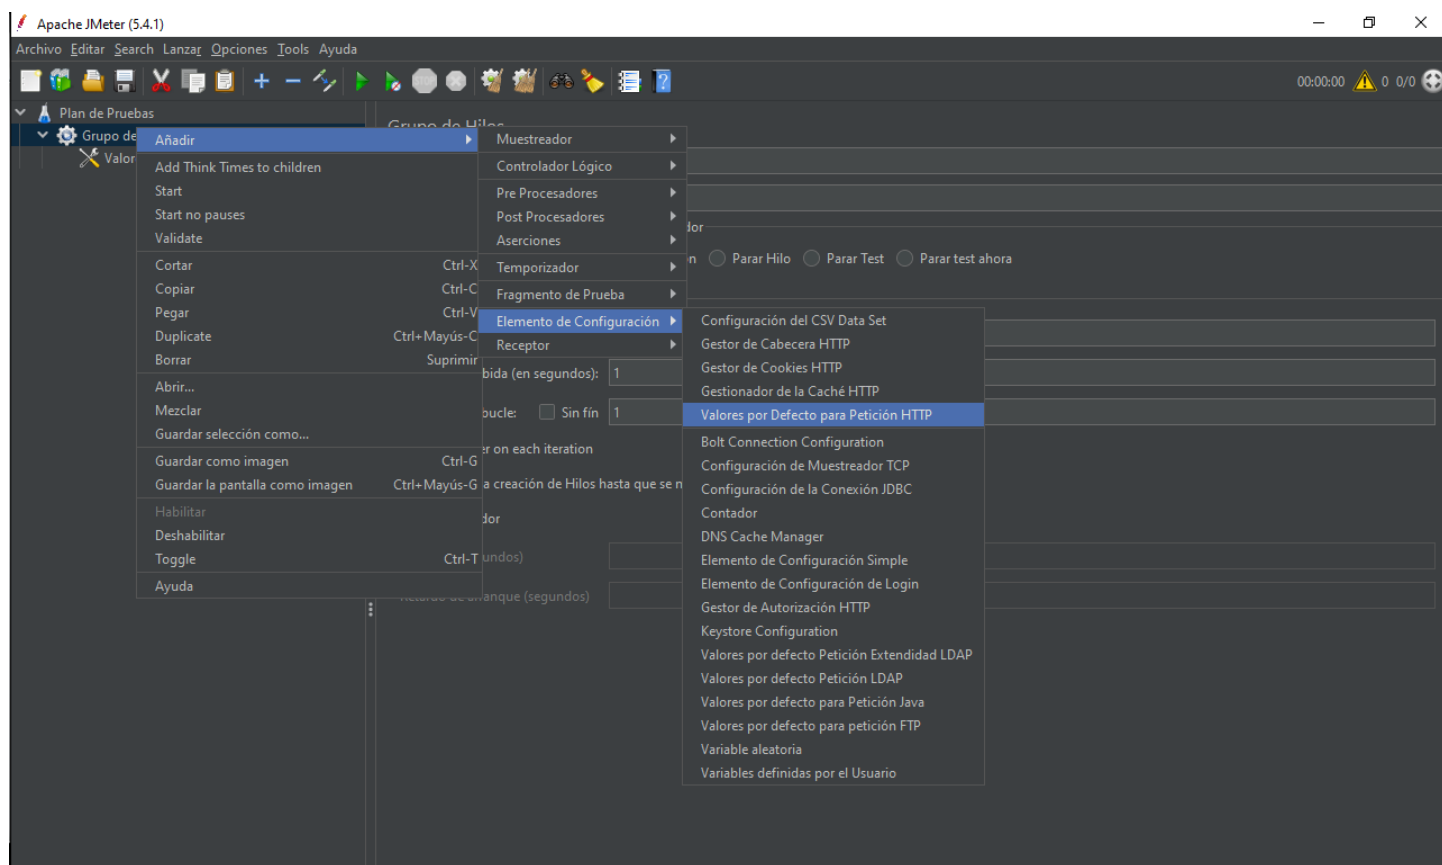 Apache JMeter (5.4.1)
Archivo Editar Search Lanzar Opciones Tools Ayuda
00:00:00 0 0/0
Plan de Pruebas
Grupo de
Valor
Grupo de Hilos
Añadir
Add Think Times to children
Start
Start no pauses
Validate
Cortar Ctrl-X
Copiar Ctrl-C
Pegar Ctrl-V
Duplicate Ctrl+Mayús-C
Borrar Suprimir
Abrir...
Mezclar
Guardar selección como...
Guardar como imagen Ctrl-G
Guardar la pantalla como imagen Ctrl+Mayús-G
Habilitar
Deshabilitar
Toggle Ctrl-T
Ayuda
Muestreador
Controlador Lógico
Pre Procesadores
Post Procesadores
Aserciones
Temporizador
Fragmento de Prueba
Elemento de Configuración
Receptor
Configuración del CSV Data Set
Gestor de Cabecera HTTP
Gestor de Cookies HTTP
Gestionador de la Caché HTTP
Valores por Defecto para Petición HTTP
Bolt Connection Configuration
Configuración de Muestreador TCP
Configuración de la Conexión JDBC
Contador
DNS Cache Manager
Elemento de Configuración Simple
Elemento de Configuración de Login
Gestor de Autorización HTTP
Keystore Configuration
Valores por defecto Petición Extendidad LDAP
Valores por defecto Petición LDAP
Valores por defecto para Petición Java
Valores por defecto para petición FTP
Variable aleatoria
Variables definidas por el Usuario
dor
n Parar Hilo Parar Test Parar test ahora
bida (en segundos): 1
bucle: Sin fín 1
er on each iteration
a creación de Hilos hasta que se n
dor
undos)
Retardo de arranque (segundos)